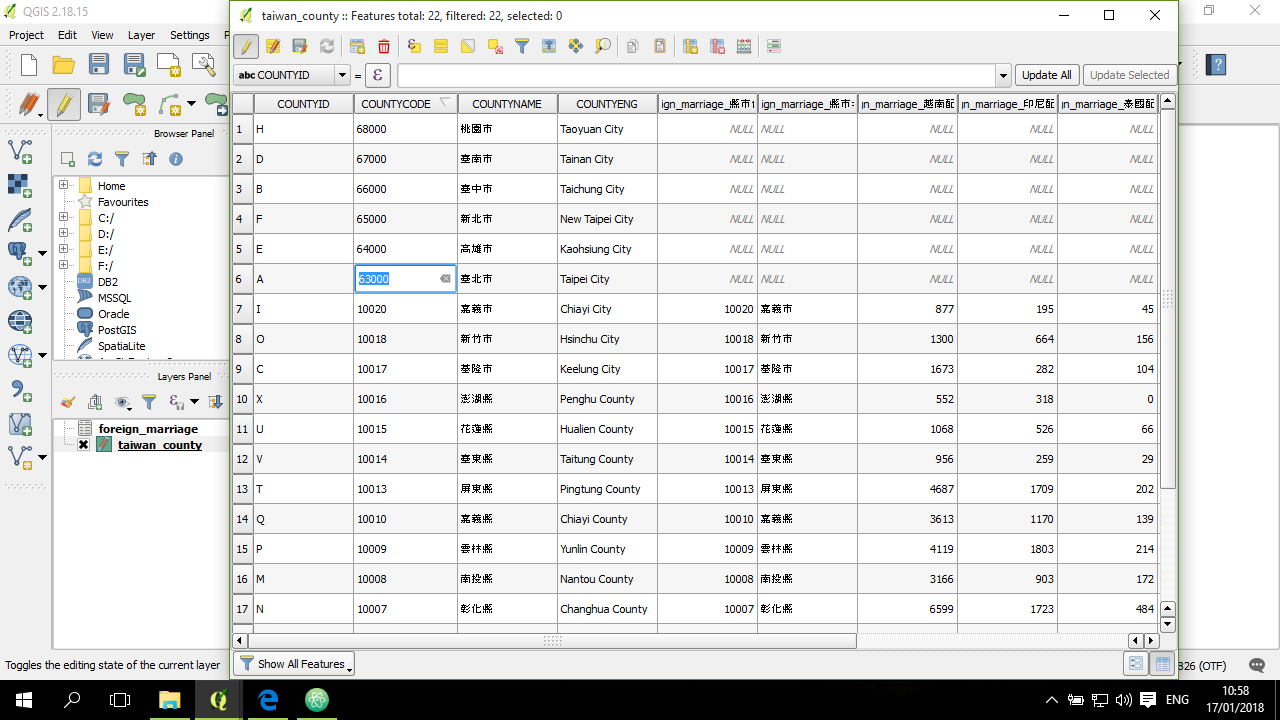 QGIS 2.18.15
taiwan_county :: Features total: 22, filtered: 22, selected: 0
Project Edit View Layer Settings
abc COUNTYID = ε Update All Update Selected
COUNTYID COUNTYCODE COUNTYNAME COUNTYENG ign_marriage_縣市 ign_marriage_縣市 n_marriage_越南配 n_marriage_印尼配 n_marriage_泰國配
1 H 68000 桃園市 Taoyuan City NULL NULL NULL NULL NULL
2 D 67000 臺南市 Tainan City NULL NULL NULL NULL NULL
3 B 66000 臺中市 Taichung City NULL NULL NULL NULL NULL
4 F 65000 新北市 New Taipei City NULL NULL NULL NULL NULL
5 E 64000 高雄市 Kaohsiung City NULL NULL NULL NULL NULL
6 A 63000 臺北市 Taipei City NULL NULL NULL NULL NULL
7 I 10020 嘉義市 Chiayi City 10020 嘉義市 877 195 45
8 O 10018 新竹市 Hsinchu City 10018 新竹市 1300 664 156
9 C 10017 基隆市 Keelung City 10017 基隆市 1673 282 104
10 X 10016 澎湖縣 Penghu County 10016 澎湖縣 552 318 0
11 U 10015 花蓮縣 Hualien County 10015 花蓮縣 1068 526 66
12 V 10014 臺東縣 Taitung County 10014 臺東縣 956 259 29
13 T 10013 屏東縣 Pingtung County 10013 屏東縣 4687 1709 202
14 Q 10010 嘉義縣 Chiayi County 10010 嘉義縣 3613 1170 139
15 P 10009 雲林縣 Yunlin County 10009 雲林縣 4119 1803 214
16 M 10008 南投縣 Nantou County 10008 南投縣 3166 903 172
17 N 10007 彰化縣 Changhua County 10007 彰化縣 6599 1723 484
Show All Features
Browser Panel
Home
Favourites
C:/
D:/
E:/
F:/
DB2 DB2
MSSQL
Oracle
PostGIS
SpatiaLite
Layers Panel
foreign_marriage
taiwan_county
Toggles the editing state of the current layer
826 (OTF)
ENG
10:58
17/01/2018